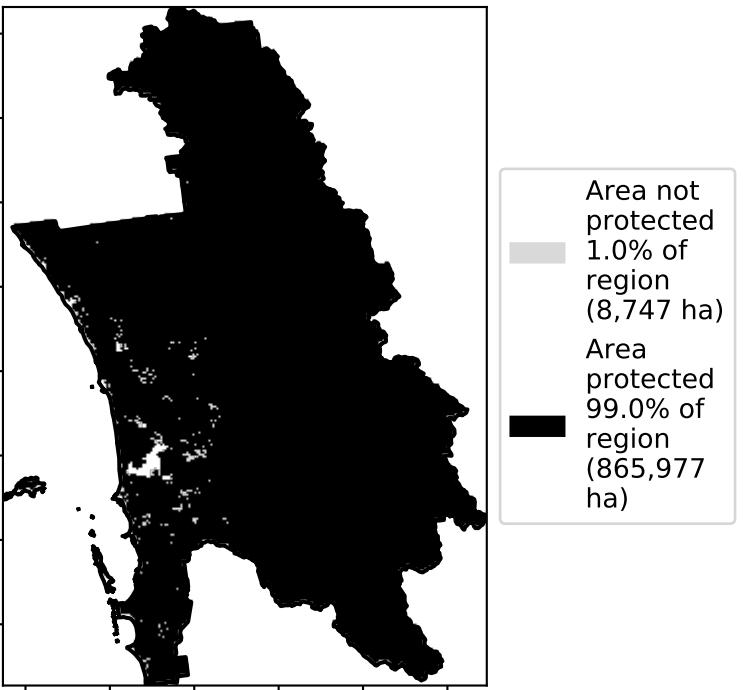 Area not
protected
1.0% of
region
(8,747 ha)
Area
protected
99.0% of
region
(865,977
ha)